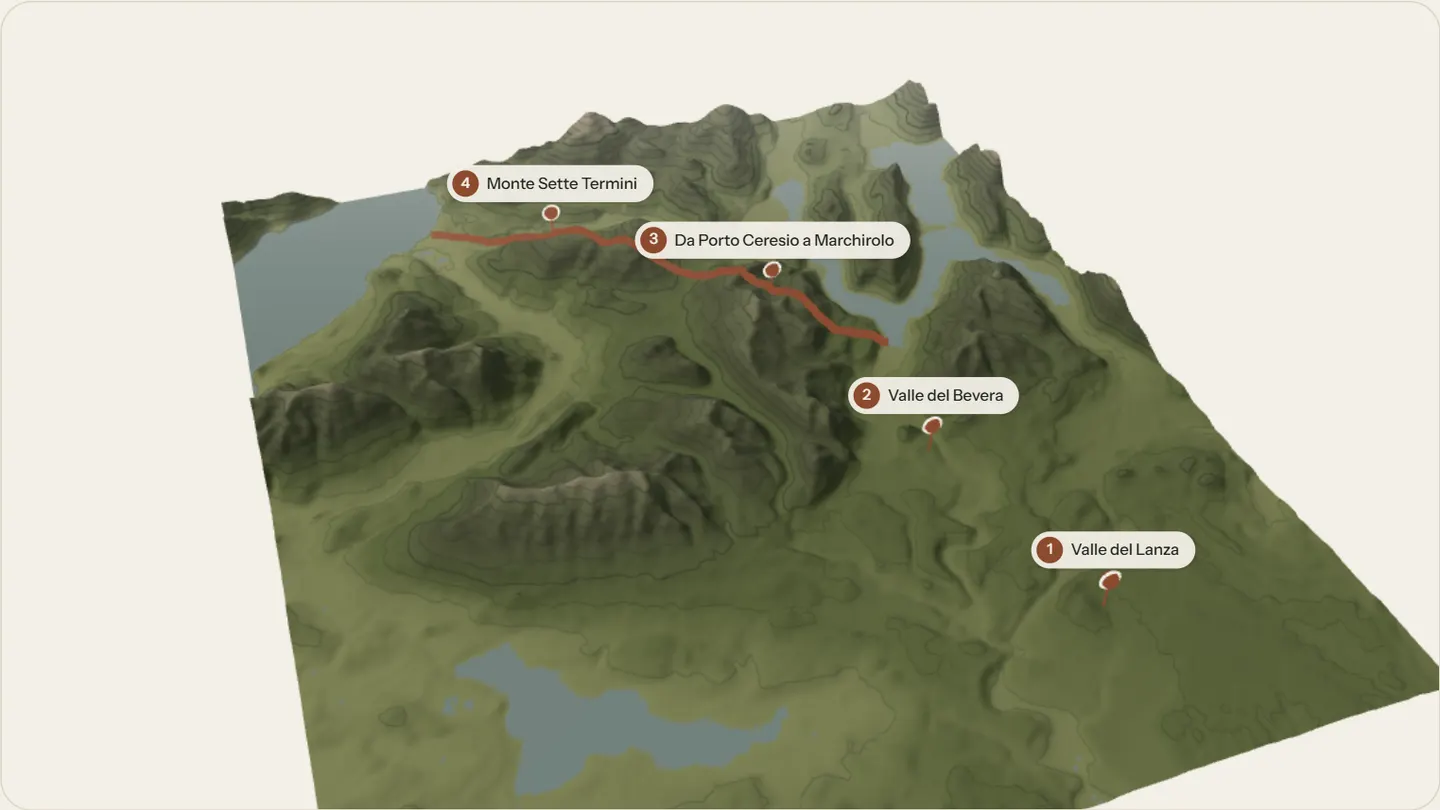 4 Monte Sette Termini
3 Da Porto Ceresio a Marchirolo
2 Valle del Bevera
1 Valle del Lanza